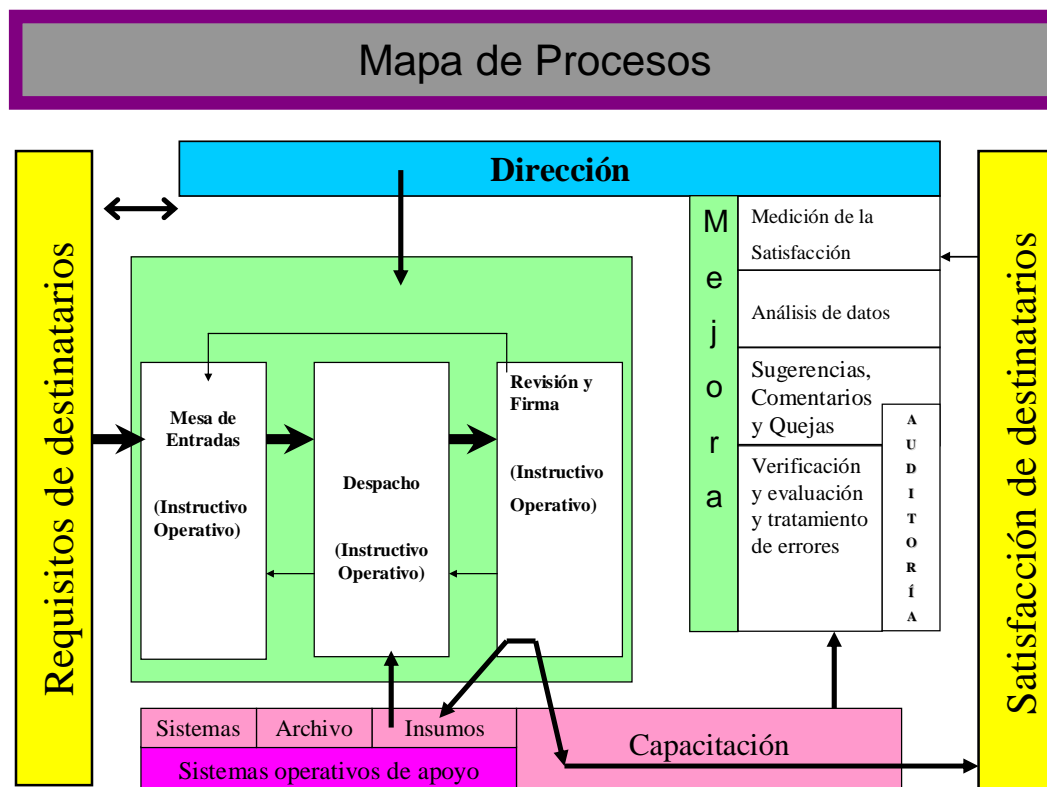 Mapa de Procesos
Dirección
Requisitos de destinatarios
Mesa de
Entradas
(Instructivo
Operativo)
Despacho
(Instructivo
Operativo)
Revisión y
Firma
(Instructivo
Operativo)
Mejora
Medición de la
Satisfacción
Análisis de datos
Sugerencias,
Comentarios
y Quejas
Verificación
y evaluación
y tratamiento
de errores
AUDITORÍA
Satisfacción de destinatarios
Sistemas
Archivo
Insumos
Capacitación
Sistemas operativos de apoyo